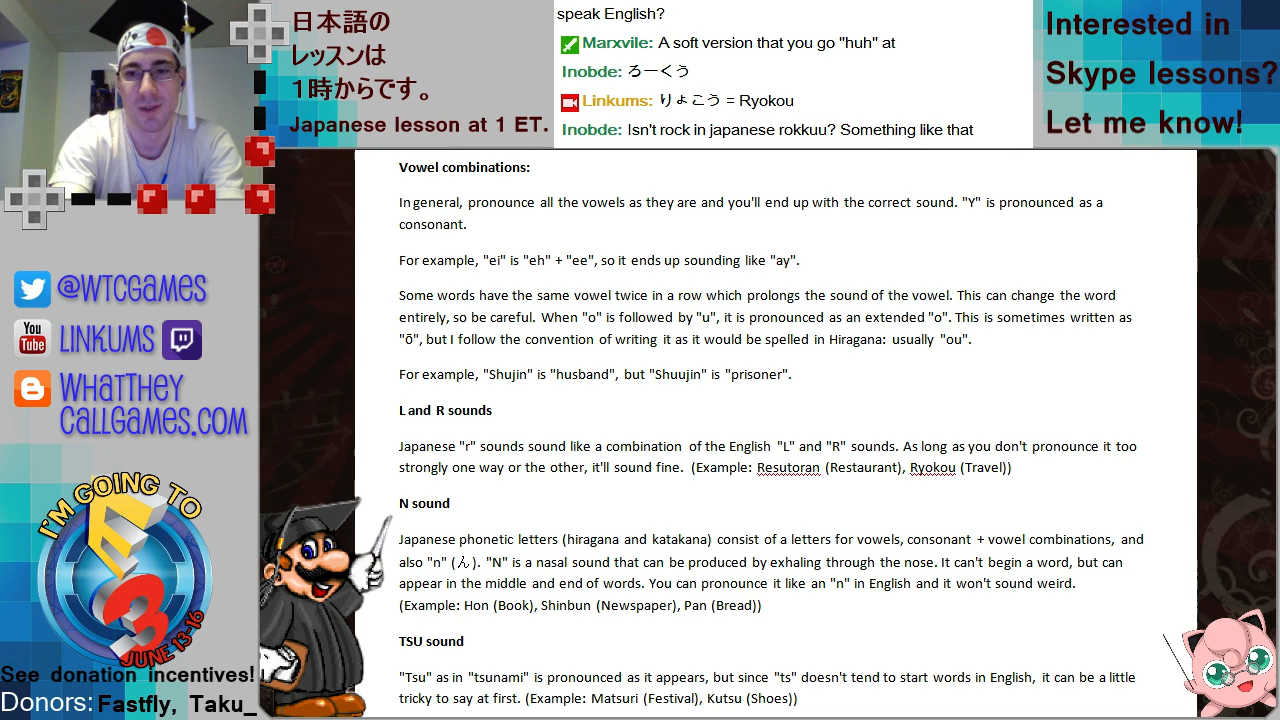 日本語の
レッスンは
１時からです。
Japanese lesson at 1 ET.
speak English?
Marxvile: A soft version that you go "huh" at
Inobde: ろーくう
Linkums: りょこう = Ryokou
Inobde: Isn't rock in japanese rokkuu? Something like that
Interested in
Skype lessons?
Let me know!
@WTCGAMES
You
Tube
LINKUMS
WHATTHEY
CALLGAMES.COM
I'M GOING TO
E3
JUNE 13-16
See donation incentives!
Donors: Fastfly, Taku_
Vowel combinations:
In general, pronounce all the vowels as they are and you'll end up with the correct sound. "Y" is pronounced as a
consonant.
For example, "ei" is "eh" + "ee", so it ends up sounding like "ay".
Some words have the same vowel twice in a row which prolongs the sound of the vowel. This can change the word
entirely, so be careful. When "o" is followed by "u", it is pronounced as an extended "o". This is sometimes written as
"ō", but I follow the convention of writing it as it would be spelled in Hiragana: usually "ou".
For example, "Shujin" is "husband", but "Shuujin" is "prisoner".
L and R sounds
Japanese "r" sounds sound like a combination of the English "L" and "R" sounds. As long as you don't pronounce it too
strongly one way or the other, it'll sound fine. (Example: Resutoran (Restaurant), Ryokou (Travel))
N sound
Japanese phonetic letters (hiragana and katakana) consist of a letters for vowels, consonant + vowel combinations, and
also "n" (ん). "N" is a nasal sound that can be produced by exhaling through the nose. It can't begin a word, but can
appear in the middle and end of words. You can pronounce it like an "n" in English and it won't sound weird.
(Example: Hon (Book), Shinbun (Newspaper), Pan (Bread))
TSU sound
"Tsu" as in "tsunami" is pronounced as it appears, but since "ts" doesn't tend to start words in English, it can be a little
tricky to say at first. (Example: Matsuri (Festival), Kutsu (Shoes))